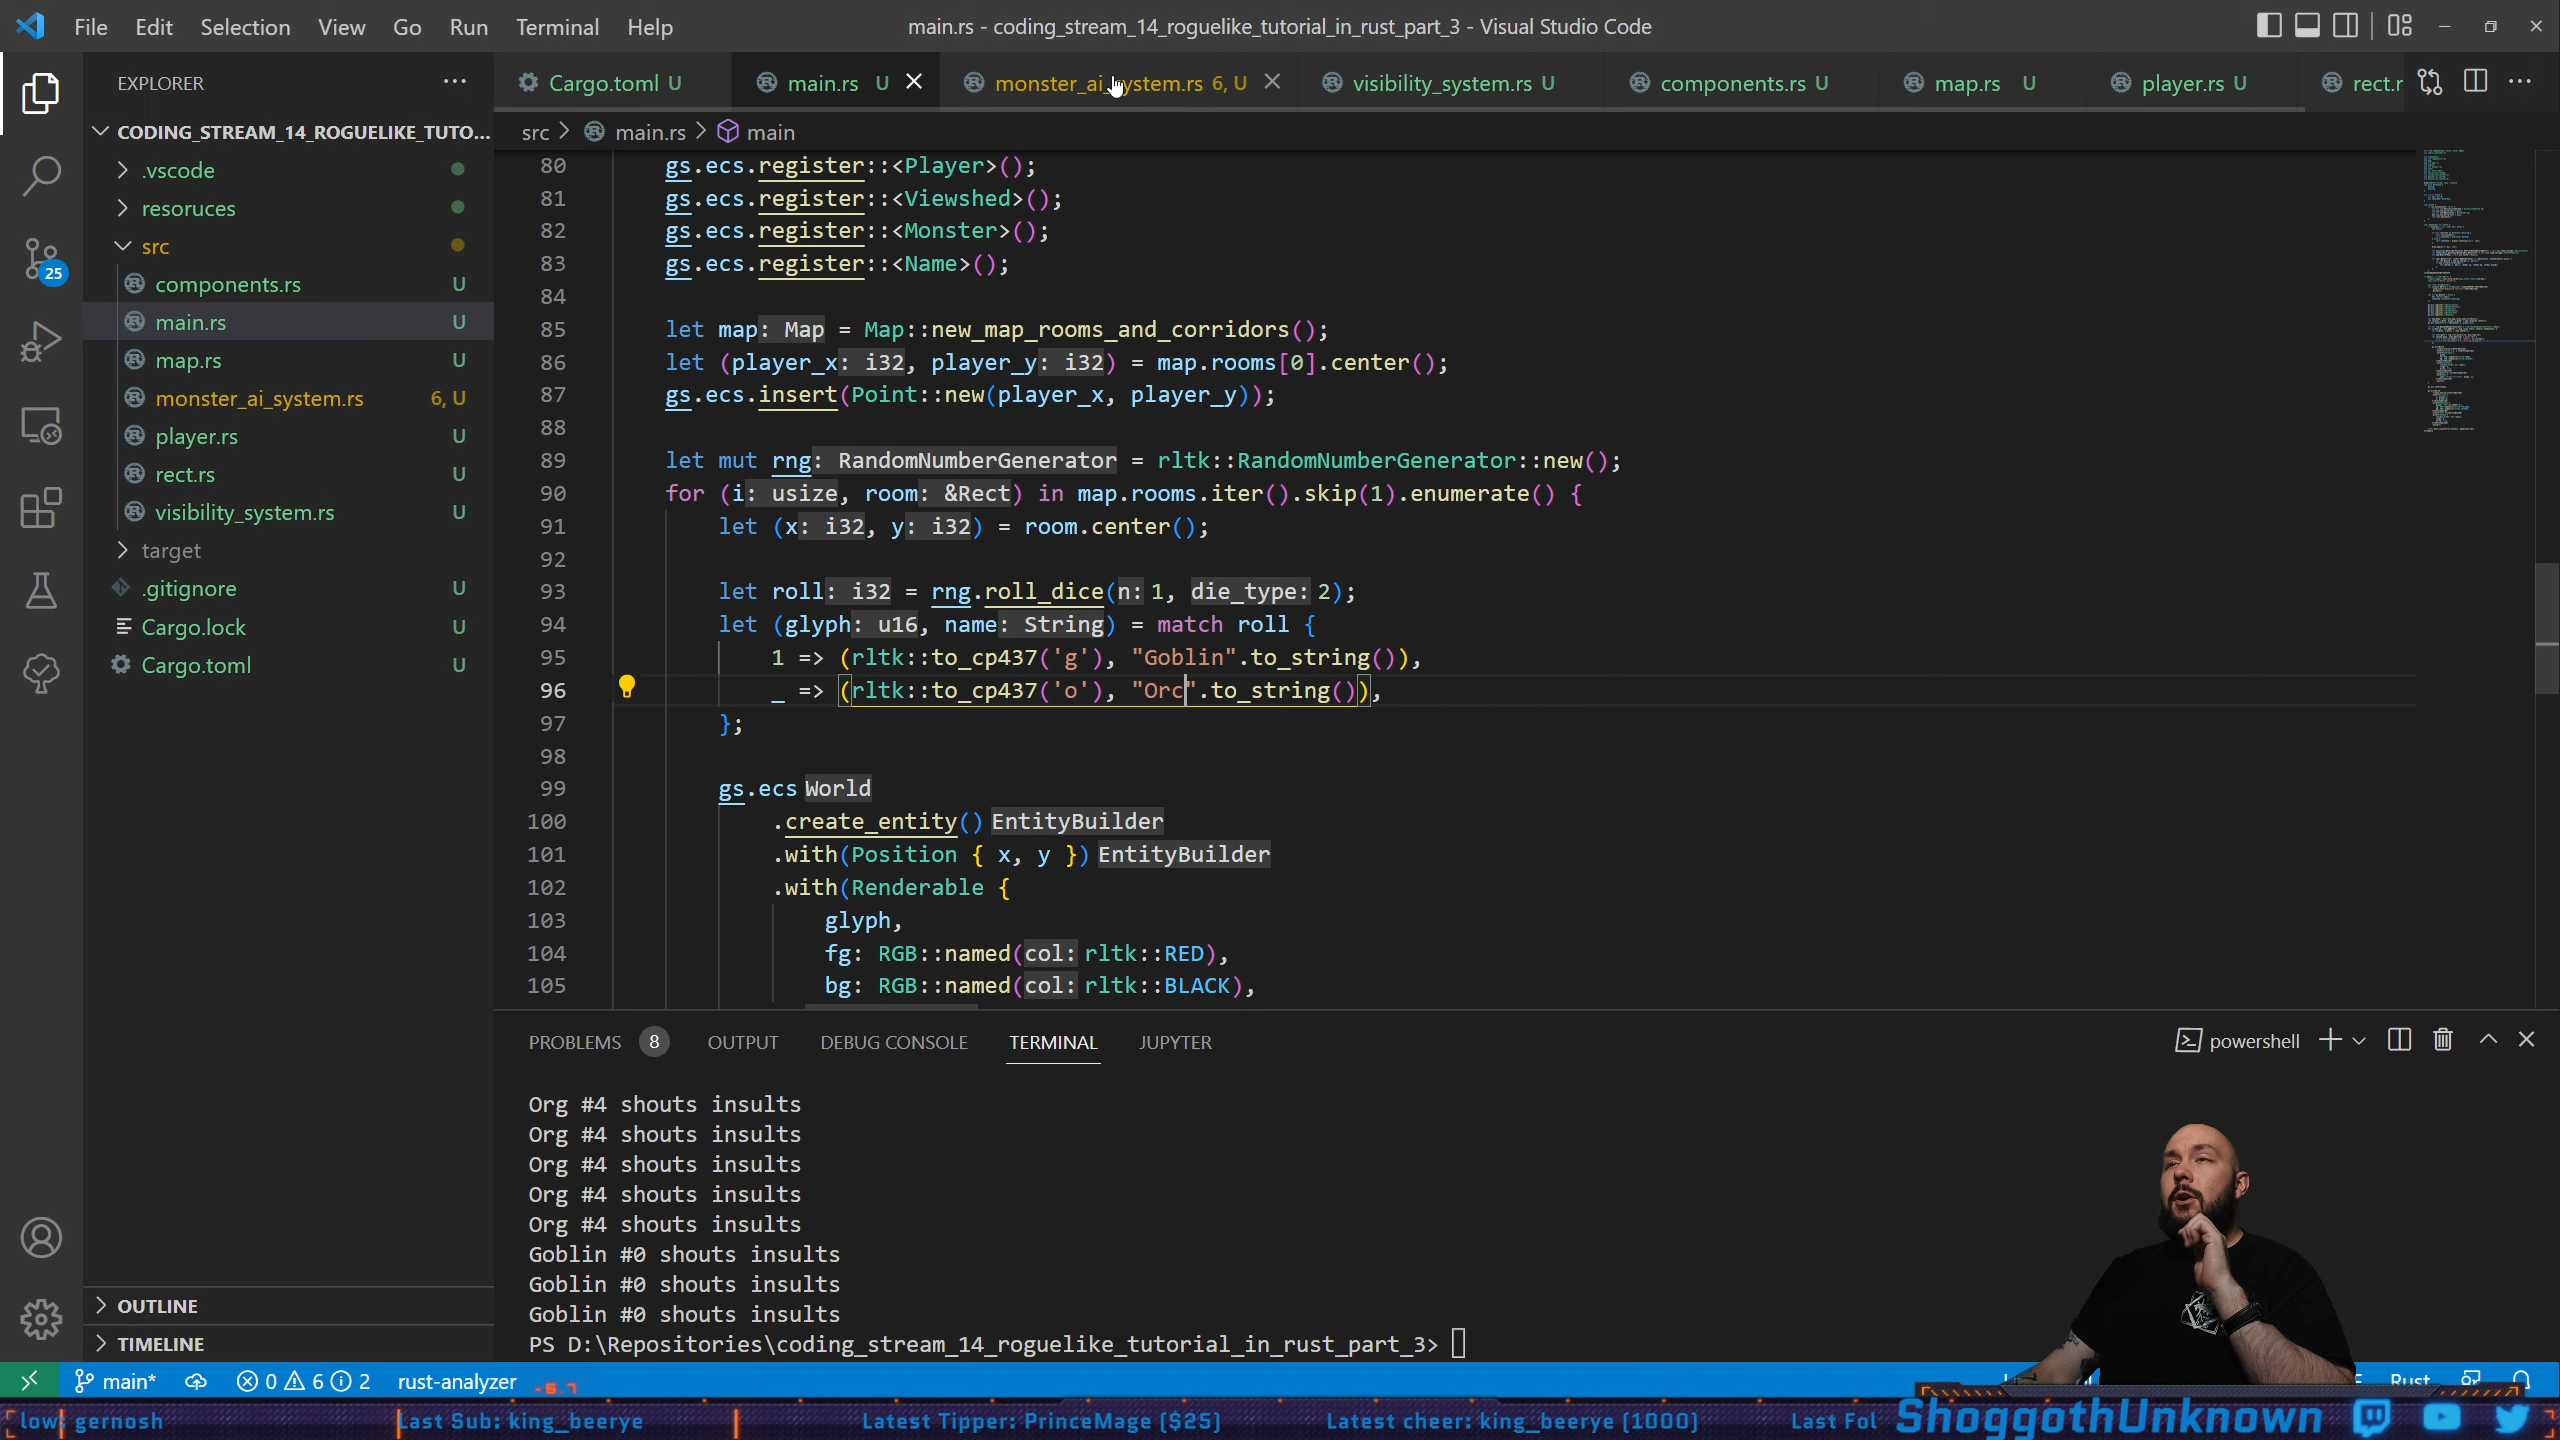 File Edit Selection View Go Run Terminal Help
main.rs - coding_stream_14_roguelike_tutorial_in_rust_part_3 - Visual Studio Code
EXPLORER
CODING_STREAM_14_ROGUELIKE_TUTO...
.vscode
resoruces
src
components.rs U
main.rs U
map.rs U
monster_ai_system.rs 6, U
player.rs U
rect.rs U
visibility_system.rs U
target
.gitignore U
Cargo.lock U
Cargo.toml U
OUTLINE
TIMELINE
25
Cargo.toml U main.rs U monster_ai_system.rs 6, U visibility_system.rs U components.rs U map.rs U player.rs U rect.r
src > main.rs > main
80 gs.ecs.register::<Player>();
81 gs.ecs.register::<Viewshed>();
82 gs.ecs.register::<Monster>();
83 gs.ecs.register::<Name>();
84
85 let map: Map = Map::new_map_rooms_and_corridors();
86 let (player_x: i32, player_y: i32) = map.rooms[0].center();
87 gs.ecs.insert(Point::new(player_x, player_y));
88
89 let mut rng: RandomNumberGenerator = rltk::RandomNumberGenerator::new();
90 for (i: usize, room: &Rect) in map.rooms.iter().skip(1).enumerate() {
91 let (x: i32, y: i32) = room.center();
92
93 let roll: i32 = rng.roll_dice(n: 1, die_type: 2);
94 let (glyph: u16, name: String) = match roll {
95 1 => (rltk::to_cp437('g'), "Goblin".to_string()),
96 _ => (rltk::to_cp437('o'), "Orc".to_string()),
97 };
98
99 gs.ecs World
100 .create_entity() EntityBuilder
101 .with(Position { x, y }) EntityBuilder
102 .with(Renderable {
103 glyph,
104 fg: RGB::named(col: rltk::RED),
105 bg: RGB::named(col: rltk::BLACK),
PROBLEMS 8 OUTPUT DEBUG CONSOLE TERMINAL JUPYTER
powershell
Org #4 shouts insults
Org #4 shouts insults
Org #4 shouts insults
Org #4 shouts insults
Org #4 shouts insults
Goblin #0 shouts insults
Goblin #0 shouts insults
Goblin #0 shouts insults
PS D:\Repositories\coding_stream_14_roguelike_tutorial_in_rust_part_3>
main* 0 6 2 rust-analyzer Rust
low: gernosh Last Sub: king_beerye Latest Tipper: PrinceMage ($25) Latest cheer: king_beerye (1000) Last Fol
ShoggothUnknown